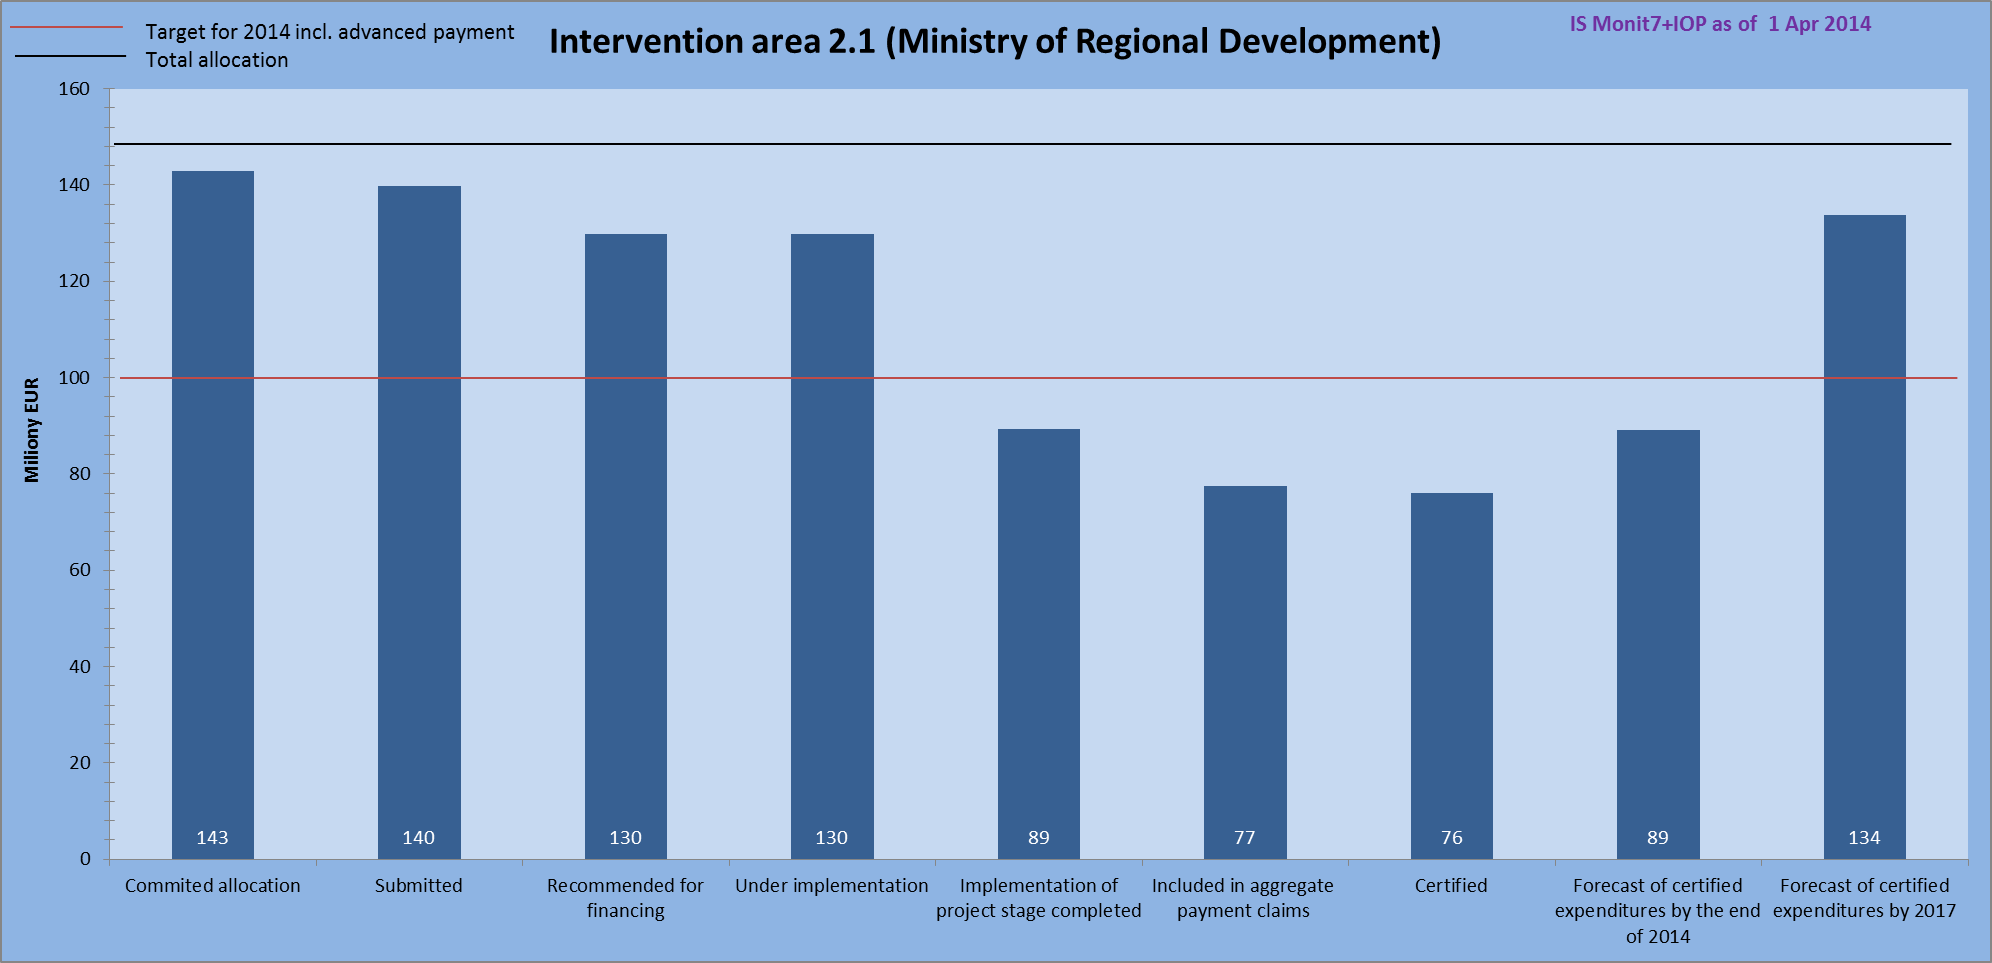 Target for 2014 incl. advanced payment
Total allocation
Intervention area 2.1 (Ministry of Regional Development)
IS Monit7+IOP as of 1 Apr 2014
Miliony EUR
160
140
120
100
80
60
40
20
0
143
140
130
130
89
77
76
89
134
Commited allocation
Submitted
Recommended for
financing
Under implementation
Implementation of
project stage completed
Included in aggregate
payment claims
Certified
Forecast of certified
expenditures by the end
of 2014
Forecast of certified
expenditures by 2017